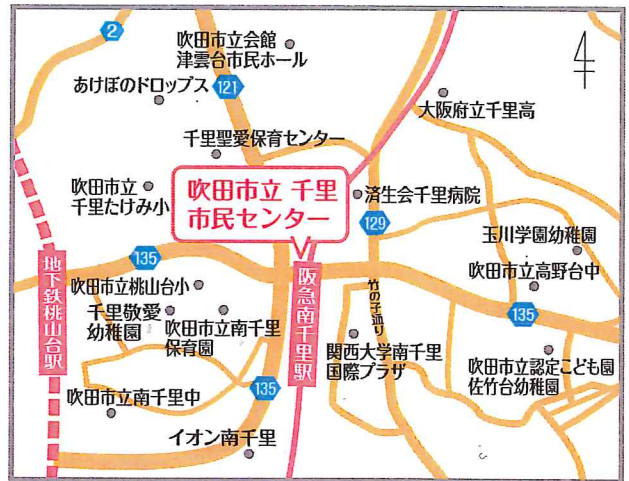 2
吹田市立会館
津雲台市民ホール
あけぼのドロップス
121
大阪府立千里高
千里聖愛保育センター
吹田市立
千里たけみ小
吹田市立 千里
市民センター
済生会千里病院
129
玉川学園幼稚園
吹田市立高野台中
135
地下鉄桃山台駅
吹田市立桃山台小
千里敬愛
幼稚園
吹田市立南千里
保育園
阪急南千里駅
竹の子通り
135
関西大学南千里
国際プラザ
吹田市立認定こども園
佐竹台幼稚園
吹田市立南千里中
135
イオン南千里